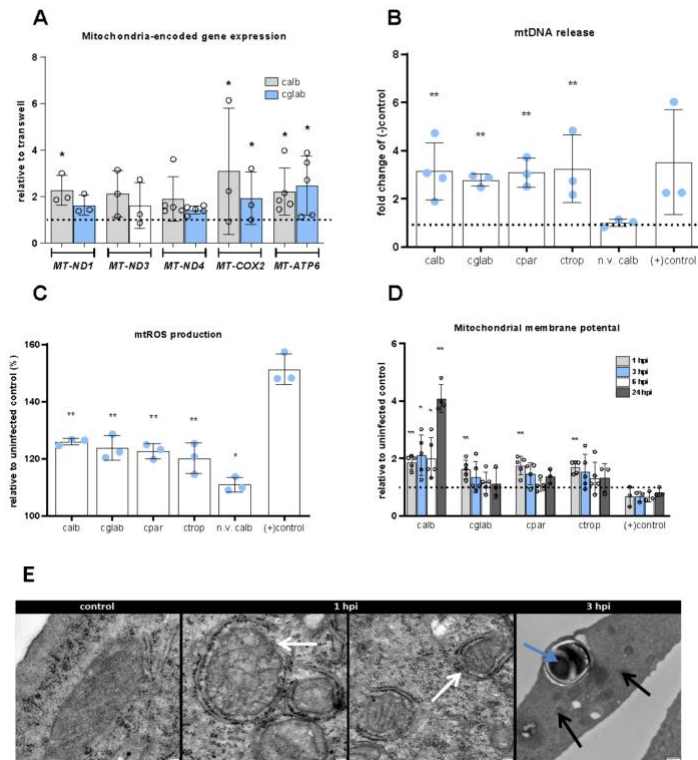 A
Mitochondria-encoded gene expression
relative to transwell
8
6
4
2
0
* * * * *
calb
cglab
MT-ND1 MT-ND3 MT-ND4 MT-COX2 MT-ATP6
B
mtDNA release
fold change of (-)control
8
6
4
2
0
** ** ** **
calb cglab cpar ctrop n.v. calb (+)control
C
mtROS production
relative to uninfected control (%)
160
140
120
100
** ** ** ** *
calb cglab cpar ctrop n.v. calb (+)control
D
Mitochondrial membrane potental
relative to uninfected control
6
4
2
0
** * * ** ** ** **
1 hpi
3 hpi
6 hpi
24 hpi
calb cglab cpar ctrop (+)control
E
control 1 hpi 3 hpi